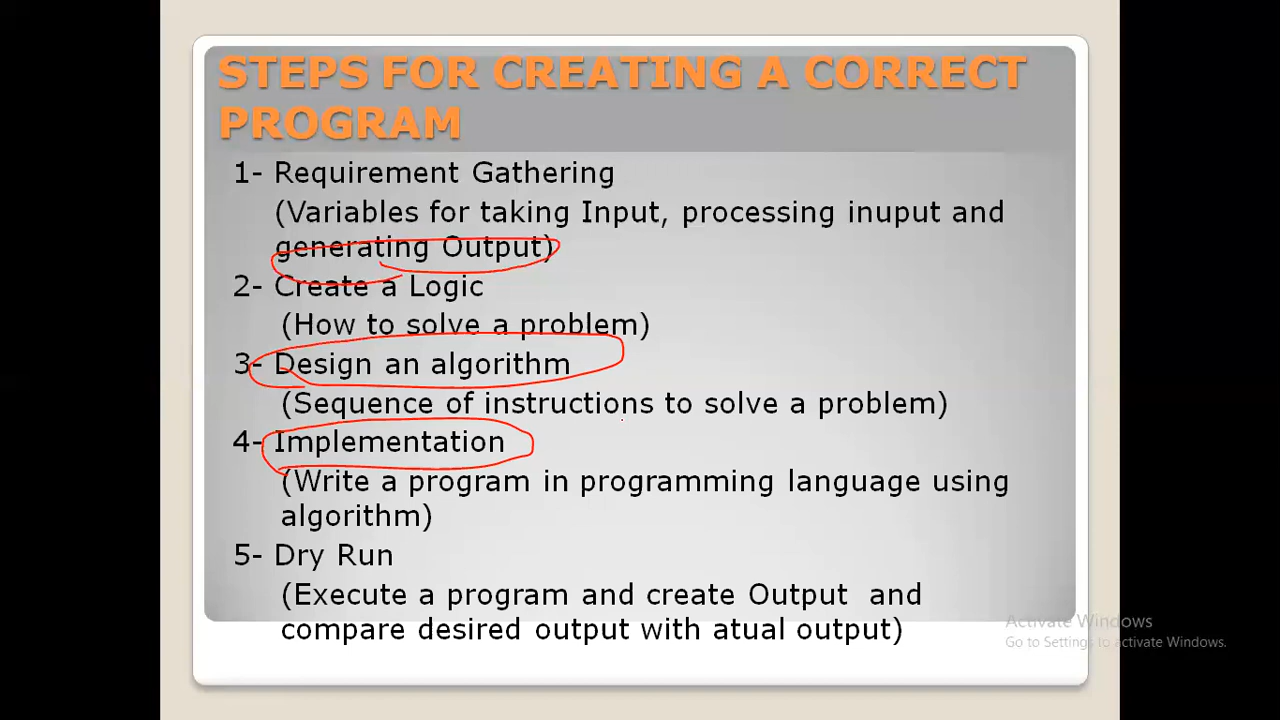 STEPS FOR CREATING A CORRECT
PROGRAM
1- Requirement Gathering
(Variables for taking Input, processing inuput and
generating Output)
2- Create a Logic
(How to solve a problem)
3- Design an algorithm
(Sequence of instructions to solve a problem)
4- Implementation
(Write a program in programming language using
algorithm)
5- Dry Run
(Execute a program and create Output  and
compare desired output with atual output)
Activate Windows
Go to Settings to activate Windows.